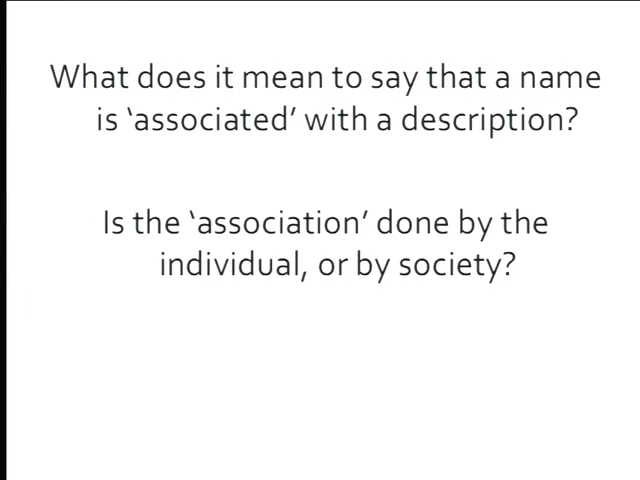 What does it mean to say that a name
is ‘associated’ with a description?
Is the ‘association’ done by the
individual, or by society?